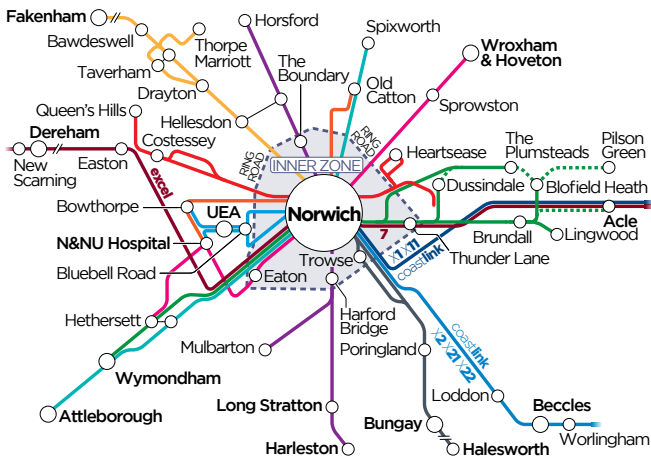 Fakenham
Horsford
Bawdeswell
Thorpe
Marriott
Spixworth
The
Boundary
Wroxham
& Hoveton
Taverham
Drayton
Old
Catton
Queen's Hills
Hellesdon
Sprowston
RING
ROAD
RING
ROAD
Dereham
Costessey
INNER ZONE
Heartsease
The
Plumsteads
Pilson
Green
New
Scarning
Easton
excel
Dussindale
Blofield Heath
Bowthorpe
UEA
Norwich
7
Acle
N&NU Hospital
Brundall
Lingwood
Bluebell Road
Trowse
X1 X11
coastlink
Thunder Lane
Eaton
Harford
Bridge
Hethersett
Mulbarton
Poringland
coastlink
X2 X21 X22
Wymondham
Loddon
Attleborough
Long Stratton
Bungay
Beccles
Worlingham
Harleston
Halesworth